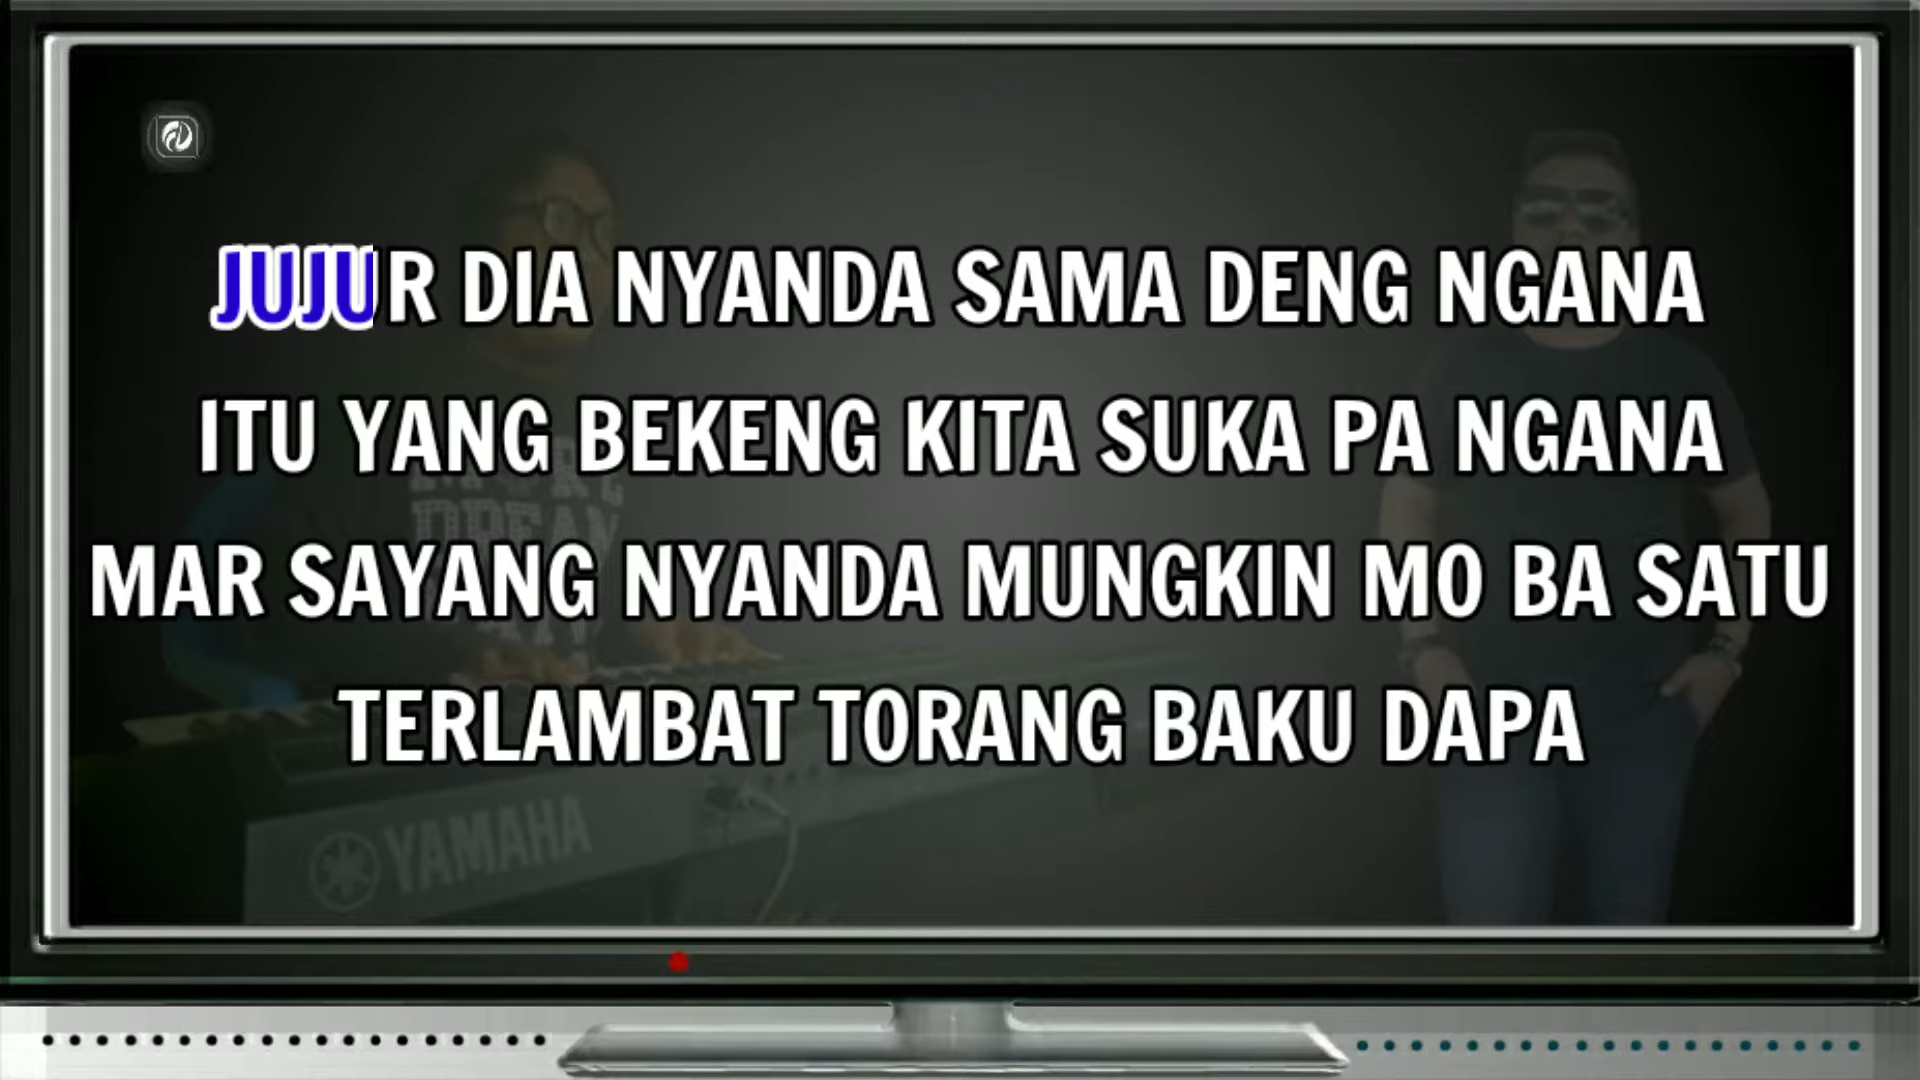 JUJUR DIA NYANDA SAMA DENG NGANA
ITU YANG BEKENG KITA SUKA PA NGANA
MAR SAYANG NYANDA MUNGKIN MO BA SATU
TERLAMBAT TORANG BAKU DAPA
DREAM
YAMAHA